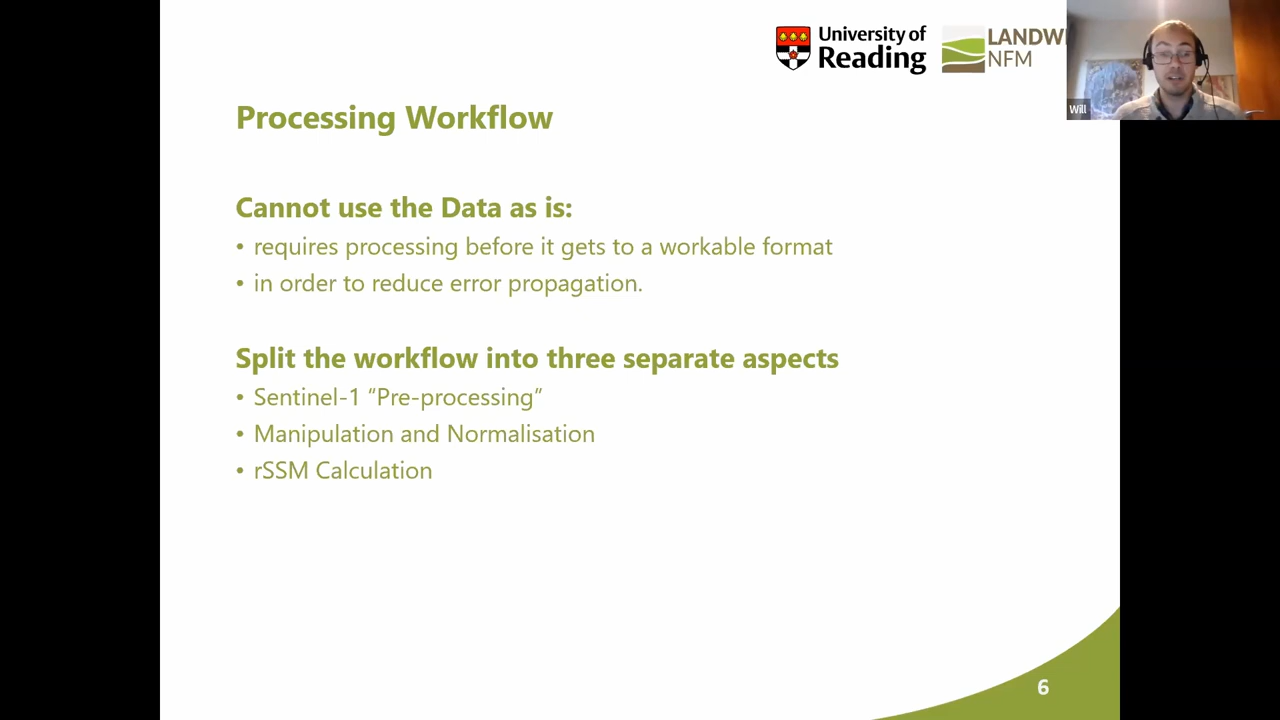 University of
Reading
LANDW
NFM
Will
Processing Workflow
Cannot use the Data as is:
• requires processing before it gets to a workable format
• in order to reduce error propagation.
Split the workflow into three separate aspects
• Sentinel-1 ”Pre-processing”
• Manipulation and Normalisation
• rSSM Calculation
6